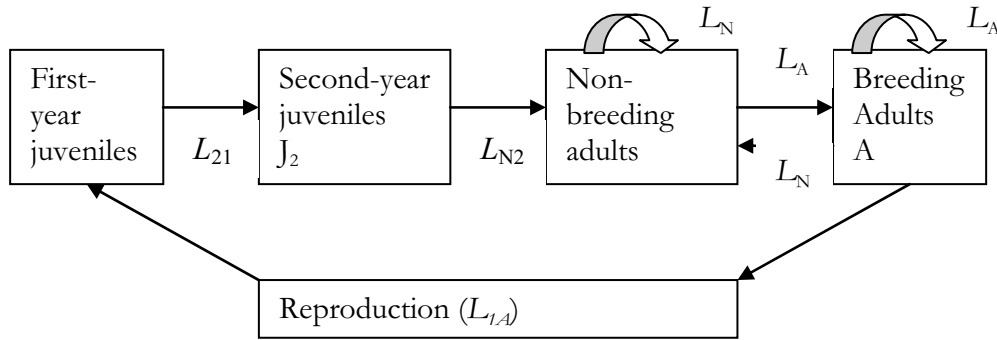 First-
year
juveniles
L21
Second-year
juveniles
J2
LN2
Non-
breeding
adults
LN
LA
LN
Breeding
Adults
A
LA
Reproduction (L1A)